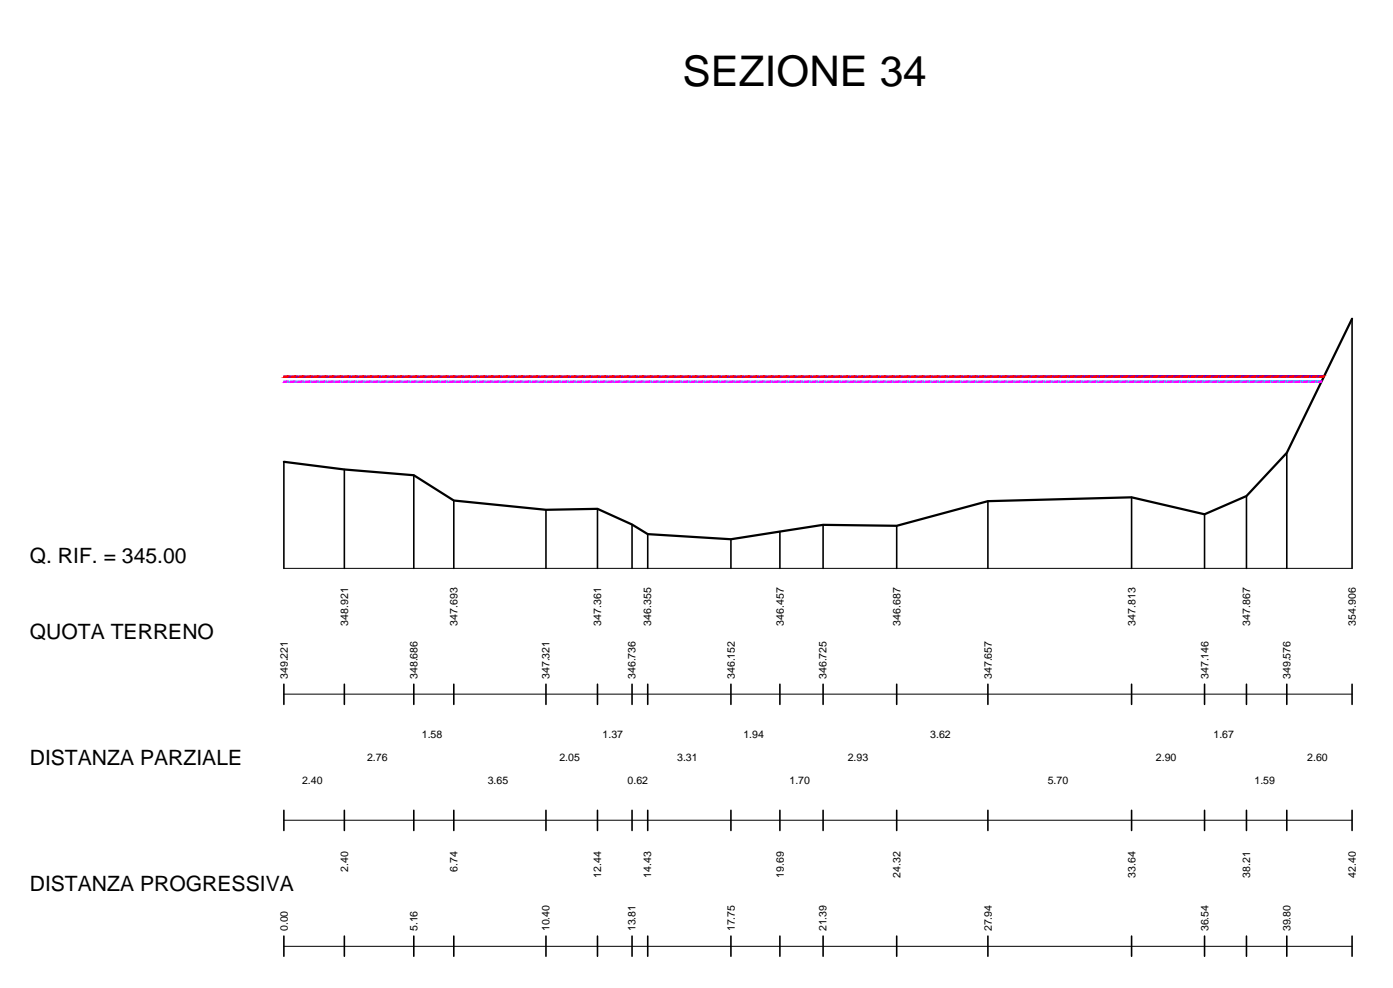 SEZIONE 34
Q. RIF. = 345.00
QUOTA TERRENO
349.221 348.921 348.686 347.693 347.321 347.361 346.736 346.355 346.152 346.457 346.725 346.687 347.657 347.813 347.146 347.867 349.576 354.906
DISTANZA PARZIALE
2.40 2.76 1.58 3.65 2.05 1.37 0.62 3.31 1.94 1.70 2.93 3.62 5.70 2.90 1.67 1.59 2.60
DISTANZA PROGRESSIVA
0.00 2.40 5.16 6.74 10.40 12.44 13.81 14.43 17.75 19.69 21.39 24.32 27.94 33.64 36.54 38.21 39.80 42.40